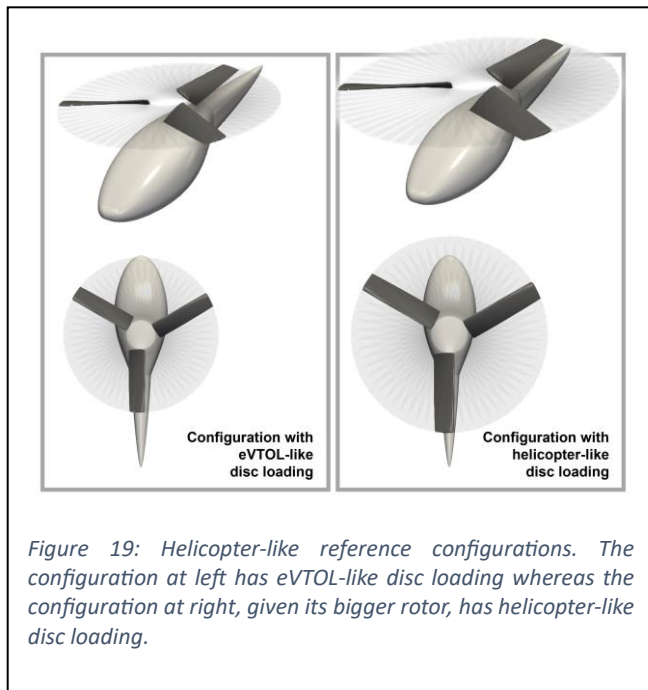 Configuration with
eVTOL-like
disc loading
Configuration with
helicopter-like
disc loading
Figure 19: Helicopter-like reference configurations. The
configuration at left has eVTOL-like disc loading whereas the
configuration at right, given its bigger rotor, has helicopter-like
disc loading.